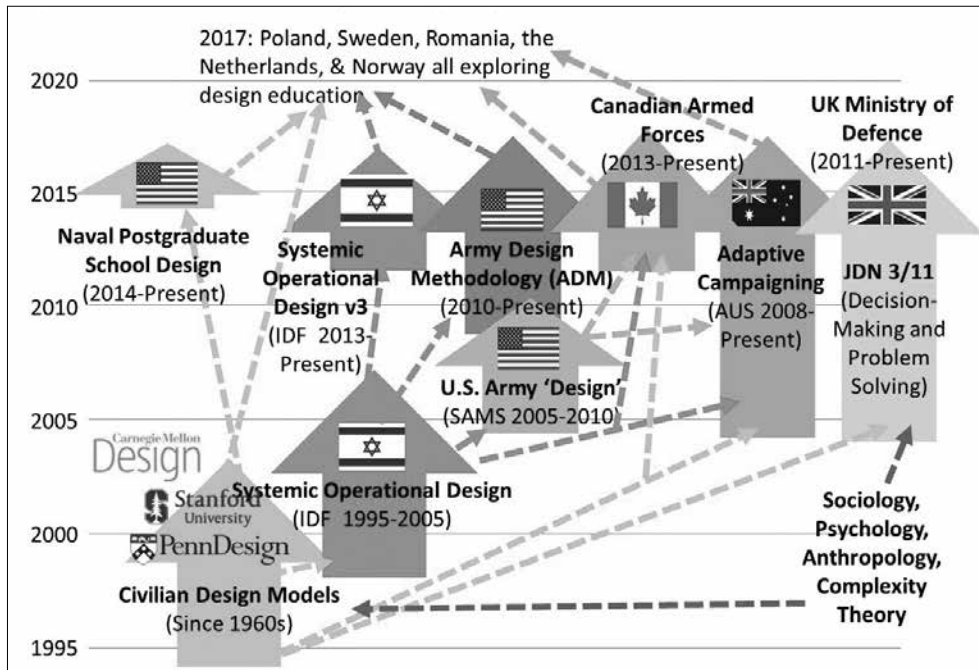 2017: Poland, Sweden, Romania, the
Netherlands, & Norway all exploring
design education
2020
2015
2010
2005
2000
1995
Naval Postgraduate
School Design
(2014-Present)
Systemic
Operational
Design v3
(IDF 2013-
Present)
Army Design
Methodology (ADM)
(2010-Present)
Canadian Armed
Forces
(2013-Present)
Adaptive
Campaigning
(AUS 2008-
Present)
UK Ministry of
Defence
(2011-Present)
JDN 3/11
(Decision-
Making and
Problem
Solving)
U.S. Army ‘Design’
(SAMS 2005-2010)
Carnegie Mellon
Design
Stanford
University
PennDesign
Systemic Operational Design
(IDF 1995-2005)
Civilian Design Models
(Since 1960s)
Sociology,
Psychology,
Anthropology,
Complexity
Theory